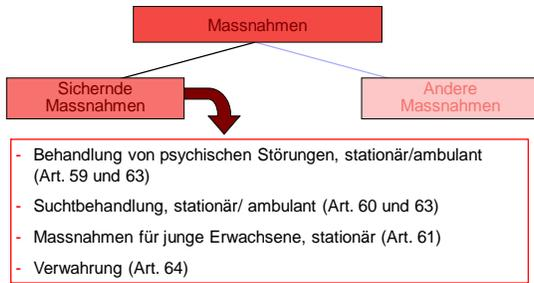 Massnahmen
Sichernde
Massnahmen
Andere
Massnahmen
- Behandlung von psychischen Störungen, stationär/ambulant
(Art. 59 und 63)
- Suchtbehandlung, stationär/ ambulant (Art. 60 und 63)
- Massnahmen für junge Erwachsene, stationär (Art. 61)
- Verwahrung (Art. 64)